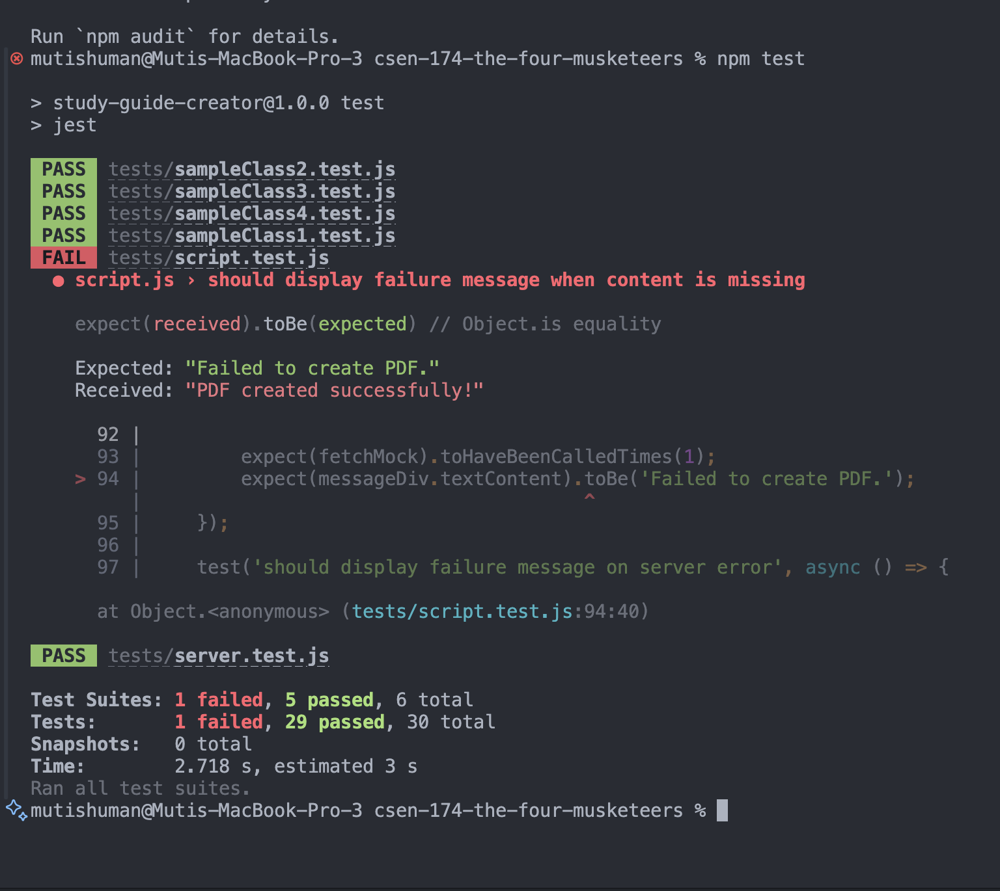 Run `npm audit` for details.
mutishuman@Mutis-MacBook-Pro-3 csen-174-the-four-musketeers % npm test
> study-guide-creator@1.0.0 test
> jest
PASS tests/sampleClass2.test.js
PASS tests/sampleClass3.test.js
PASS tests/sampleClass4.test.js
PASS tests/sampleClass1.test.js
FAIL tests/script.test.js
● script.js › should display failure message when content is missing
expect(received).toBe(expected) // Object.is equality
Expected: "Failed to create PDF."
Received: "PDF created successfully!"
92 |
93 | expect(fetchMock).toHaveBeenCalledTimes(1);
> 94 | expect(messageDiv.textContent).toBe('Failed to create PDF.');
| ^
95 | });
96 |
97 | test('should display failure message on server error', async () => {
at Object.<anonymous> (tests/script.test.js:94:40)
PASS tests/server.test.js
Test Suites: 1 failed, 5 passed, 6 total
Tests: 1 failed, 29 passed, 30 total
Snapshots: 0 total
Time: 2.718 s, estimated 3 s
Ran all test suites.
mutishuman@Mutis-MacBook-Pro-3 csen-174-the-four-musketeers %